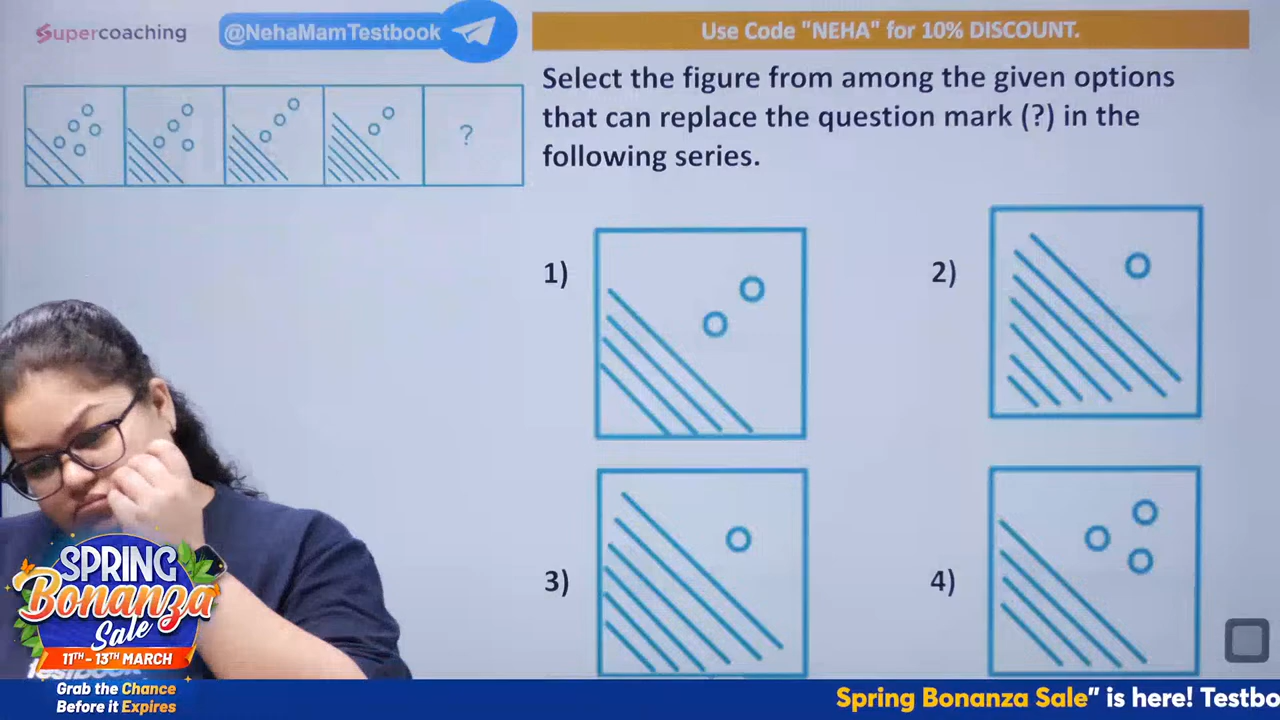 Supercoaching
@NehaMamTestbook
Use Code "NEHA" for 10% DISCOUNT.
Select the figure from among the given options
that can replace the question mark (?) in the
following series.
?
1)
2)
3)
4)
SPRING
Bonanza
Sale
11TH - 13TH MARCH
testbook
Grab the Chance
Before it Expires
Spring Bonanza Sale" is here! Testbo